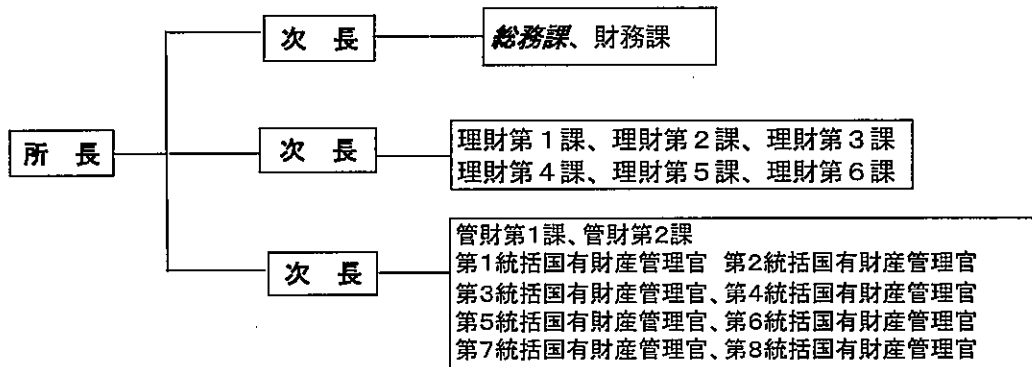 次 長
総務課、財務課
所 長
次 長
理財第1課、理財第2課、理財第3課
理財第4課、理財第5課、理財第6課
次 長
管財第1課、管財第2課
第1統括国有財産管理官 第2統括国有財産管理官
第3統括国有財産管理官、第4統括国有財産管理官
第5統括国有財産管理官、第6統括国有財産管理官
第7統括国有財産管理官、第8統括国有財産管理官